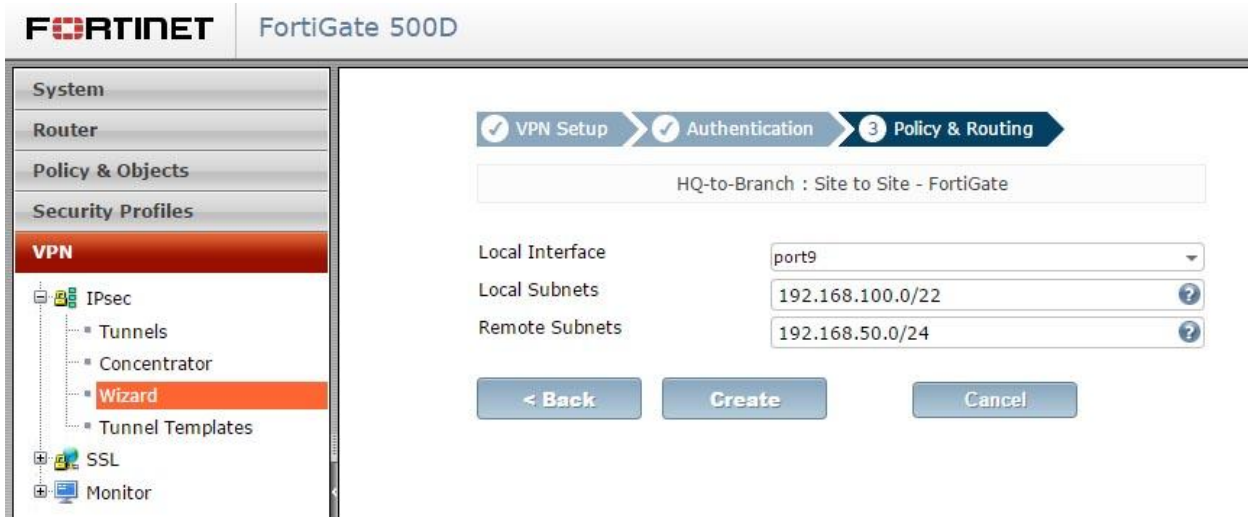 FORTINET
FortiGate 500D
System
Router
Policy & Objects
Security Profiles
VPN
IPsec
Tunnels
Concentrator
Wizard
Tunnel Templates
SSL
Monitor
VPN Setup
Authentication
3 Policy & Routing
HQ-to-Branch : Site to Site - FortiGate
Local Interface
port9
Local Subnets
192.168.100.0/22
Remote Subnets
192.168.50.0/24
< Back
Create
Cancel